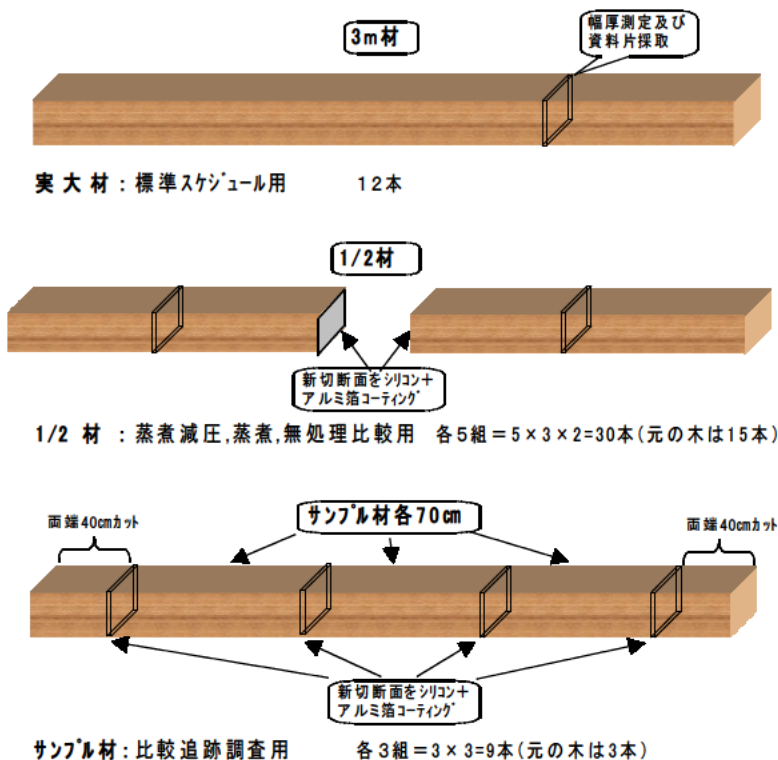 3m材
幅厚測定及び
資料片採取
実大材：標準スケジュール用 12本
1/2材
新切断面をシリコン＋
アルミ箔コーティング
1/2 材 ：蒸煮減圧,蒸煮,無処理比較用 各5組＝5×3×2=30本(元の木は15本)
両端40cmカット
サンプル材各70cm
両端40cmカット
新切断面をシリコン＋
アルミ箔コーティング
サンプル材：比較追跡調査用 各3組＝3×3=9本(元の木は3本)